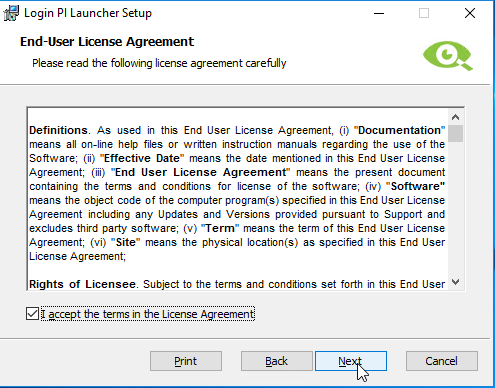 Login PI Launcher Setup
End-User License Agreement
Please read the following license agreement carefully
Definitions. As used in this End User License Agreement, (i) "Documentation"
means all on-line help files or written instruction manuals regarding the use of the
Software; (ii) "Effective Date" means the date mentioned in this End User License
Agreement; (iii) "End User License Agreement" means the present document
containing the terms and conditions for license of the software; (iv) "Software"
means the object code of the computer program(s) specified in this End User License
Agreement including any Updates and Versions provided pursuant to Support and
excludes third party software; (v) "Term" means the term of this End User License
Agreement; (vi) "Site" means the physical location(s) as specified in this End User
License Agreement;
Rights of Licensee. Subject to the terms and conditions set forth in this End User
I accept the terms in the License Agreement
Print
Back
Next
Cancel